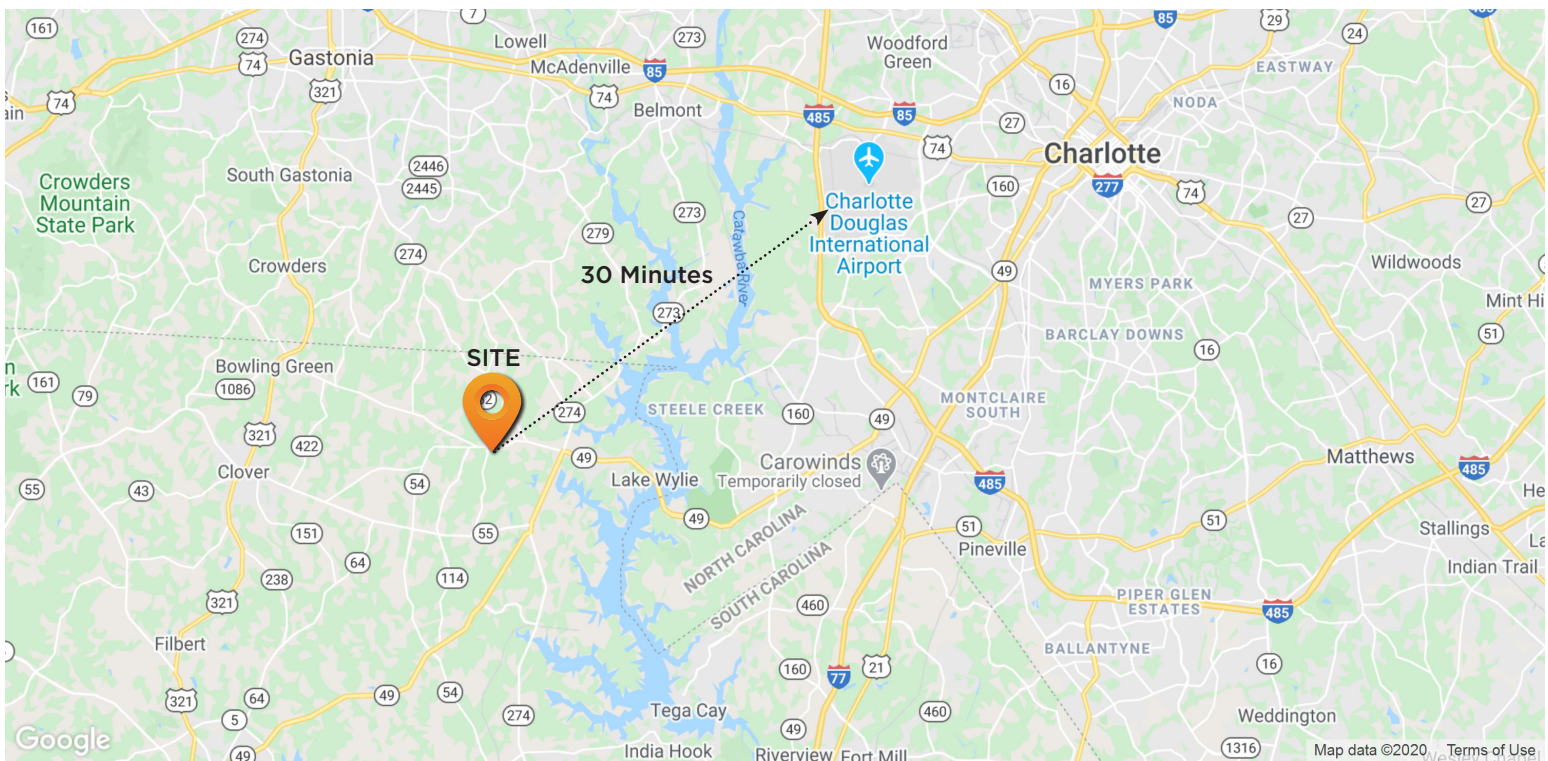 161
7
85
29
485
24
274
Lowell
273
Woodford
Green
74
Gastonia
McAdenville
85
EASTWAY
321
74
16
NODA
74
Belmont
485
85
27
74
Charlotte
2446
South Gastonia
2445
160
277
74
Crowders
Mountain
State Park
Charlotte
Douglas
International
Airport
27
27
273
Catawba River
279
274
Crowders
30 Minutes
49
Wildwoods
MYERS PARK
Mint Hi
273
BARCLAY DOWNS
51
16
SITE
Bowling Green
161
1086
79
274
STEELE CREEK
160
49
MONTCLAIRE
SOUTH
321
422
Clover
49
Lake Wylie
Carowinds
Temporarily closed
485
Matthews
485
55
43
54
49
51
51
Stallings
151
55
NORTH CAROLINA
SOUTH CAROLINA
Pineville
Indian Trail
64
238
114
321
460
PIPER GLEN
ESTATES
485
Filbert
BALLANTYNE
160
21
77
16
321
64
49
54
5
274
Tega Cay
460
49
Weddington
Google
49
India Hook
Riverview
Fort Mill
1316
Map data ©2020
Terms of Use